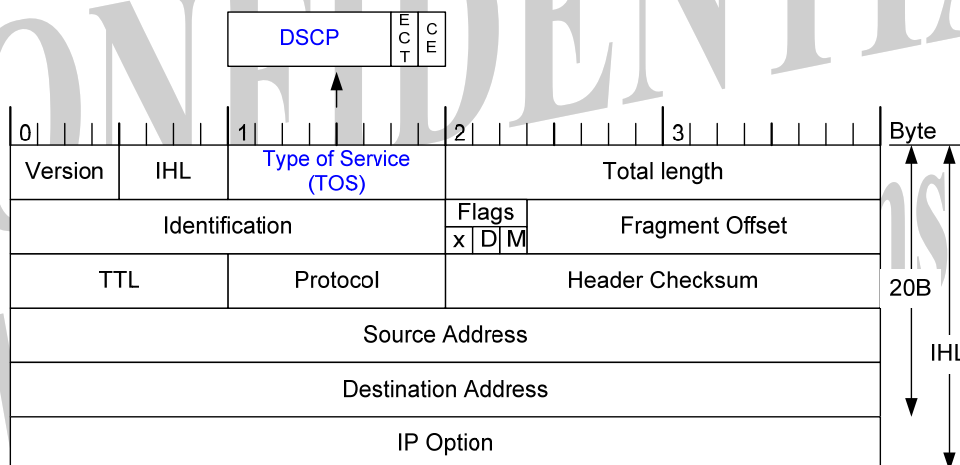 DSCP
E
C
T
C
E
0 1 2 3 Byte
Version IHL Type of Service
(TOS) Total length
Identification Flags
x D M Fragment Offset
TTL Protocol Header Checksum
20B
Source Address
IHL
Destination Address
IP Option